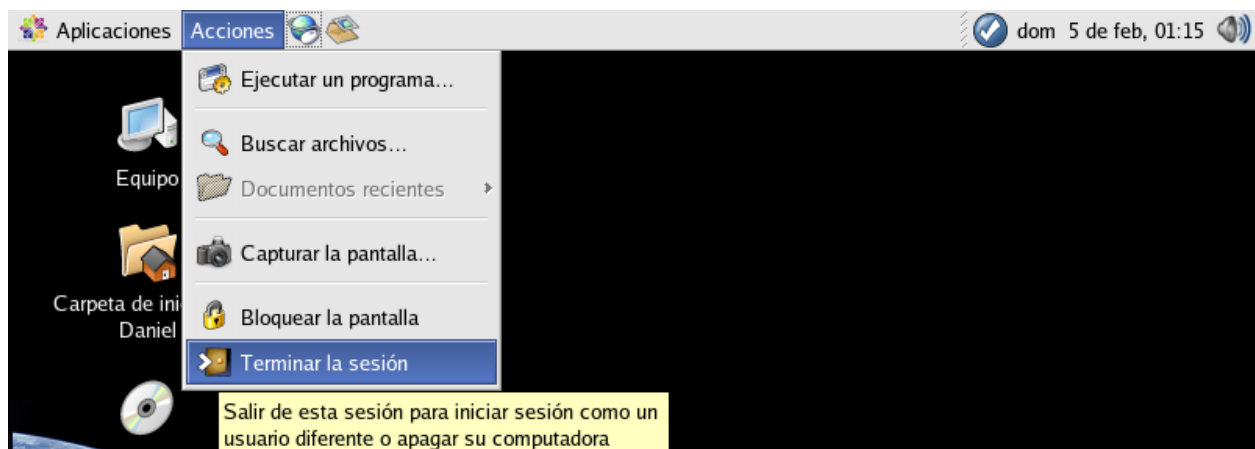 Aplicaciones Acciones dom 5 de feb, 01:15
Ejecutar un programa...
Buscar archivos...
Documentos recientes
Capturar la pantalla...
Bloquear la pantalla
Terminar la sesión
Salir de esta sesión para iniciar sesión como un
usuario diferente o apagar su computadora
Equipo
Carpeta de ini
Daniel